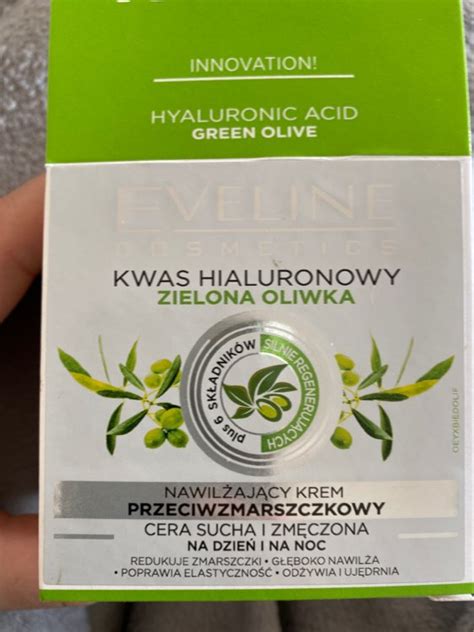 INNOVATION!
HYALURONIC ACID
GREEN OLIVE
EVELINE
COSMETICS
KWAS HIALURONOWY
ZIELONA OLIWKA
plus 6 SKŁADNIKÓW
SILNIE REGENERUJĄCYCH
OEYXBIEDOLIF
NAWILŻAJĄCY KREM
PRZECIWZMARSZCZKOWY
CERA SUCHA I ZMĘCZONA
NA DZIEŃ I NA NOC
REDUKUJE ZMARSZCZKI • GŁĘBOKO NAWILŻA
• POPRAWIA ELASTYCZNOŚĆ • ODŻYWIA I UJĘDRNIA